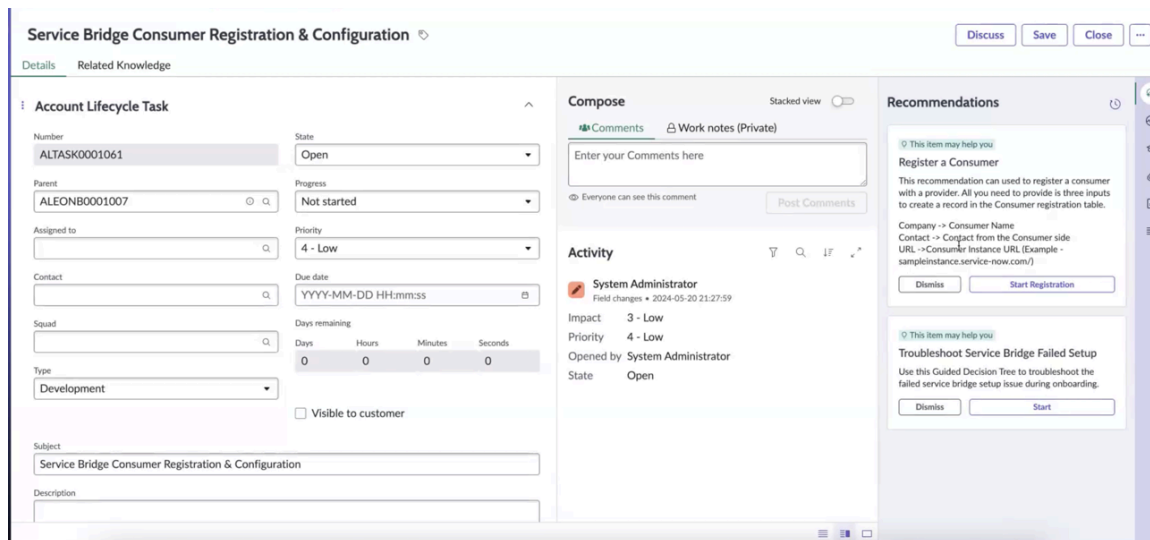 Service Bridge Consumer Registration & Configuration
Discuss
Save
Close
Details
Related Knowledge
Account Lifecycle Task
Number
ALTASK0001061
Parent
ALEONB0001007
Assigned to
Contact
Squad
Type
Development
State
Open
Progress
Not started
Priority
4 - Low
Due date
YYYY-MM-DD HH:mm:ss
Days remaining
Days Hours Minutes Seconds
0 0 0 0
Visible to customer
Subject
Service Bridge Consumer Registration & Configuration
Description
Compose
Stacked view
Comments
Work notes (Private)
Enter your Comments here
Everyone can see this comment
Post Comments
Activity
System Administrator
Field changes • 2024-05-20 21:27:59
Impact 3 - Low
Priority 4 - Low
Opened by System Administrator
State Open
Recommendations
This item may help you
Register a Consumer
This recommendation can used to register a consumer
with a provider. All you need to provide is three inputs
to create a record in the Consumer registration table.
Company -> Consumer Name
Contact -> Contact from the Consumer side
URL ->Consumer Instance URL (Example -
sampleinstance.service-now.com/)
Dismiss
Start Registration
This item may help you
Troubleshoot Service Bridge Failed Setup
Use this Guided Decision Tree to troubleshoot the
failed service bridge setup issue during onboarding.
Dismiss
Start